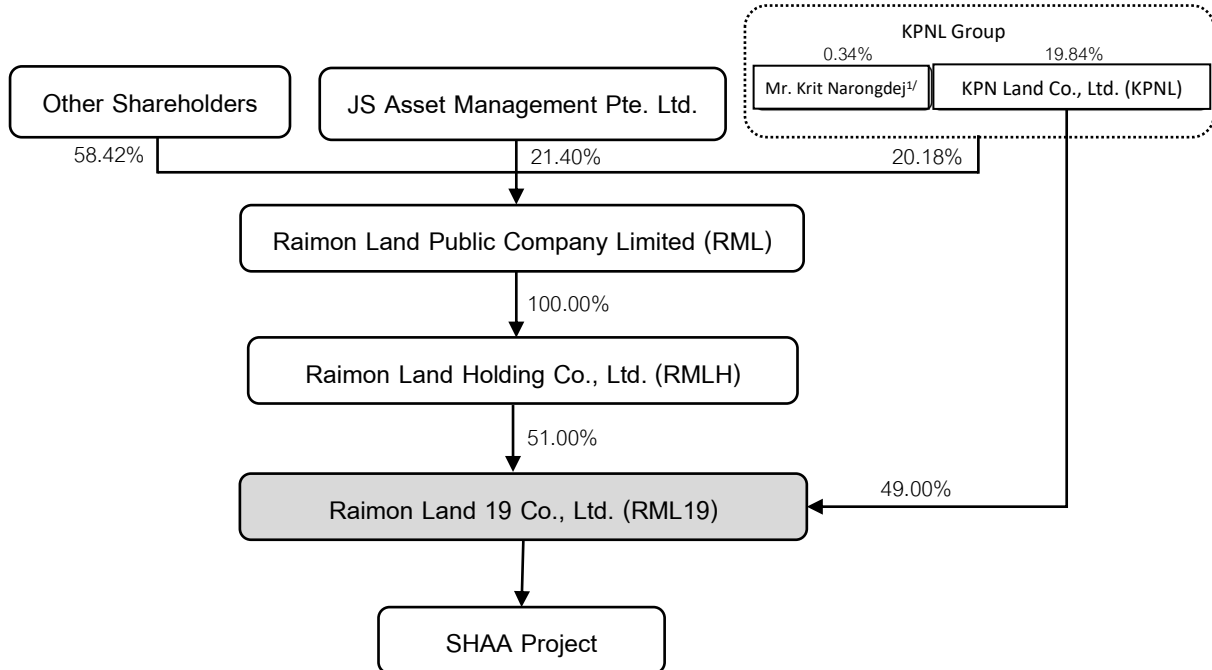 KPNL Group
0.34%
19.84%
Other Shareholders
JS Asset Management Pte. Ltd.
Mr. Krit Narongdej1/
KPN Land Co., Ltd. (KPNL)
58.42%
21.40%
20.18%
Raimon Land Public Company Limited (RML)
100.00%
Raimon Land Holding Co., Ltd. (RMLH)
51.00%
49.00%
Raimon Land 19 Co., Ltd. (RML19)
SHAA Project